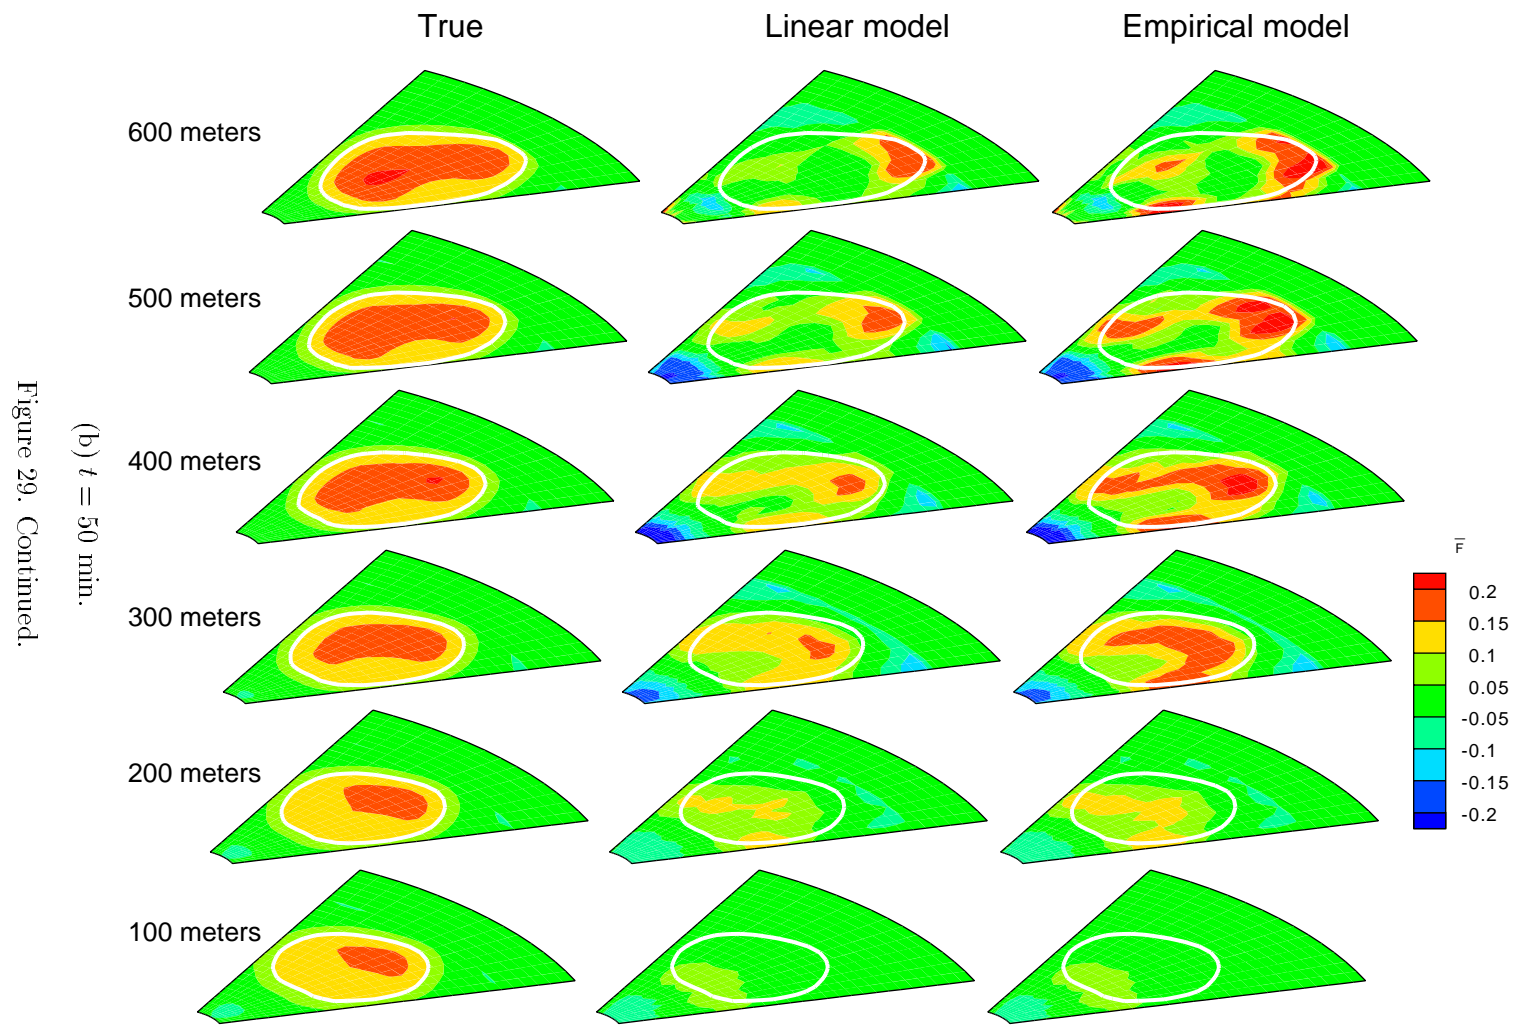 True
Linear model
Empirical model
600 meters
500 meters
400 meters
300 meters
200 meters
100 meters
F̅
0.2
0.15
0.1
0.05
-0.05
-0.1
-0.15
-0.2
(b) t = 50 min.
Figure 29. Continued.